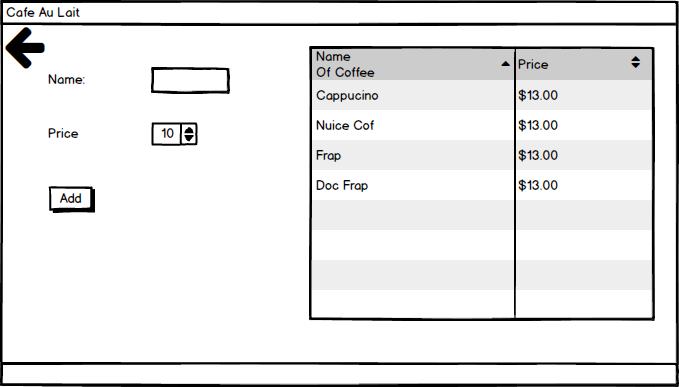 Cafe Au Lait
Name:
Price
10
Add
Name
Of Coffee
Price
Cappucino
$13.00
Nuice Cof
$13.00
Frap
$13.00
Doc Frap
$13.00